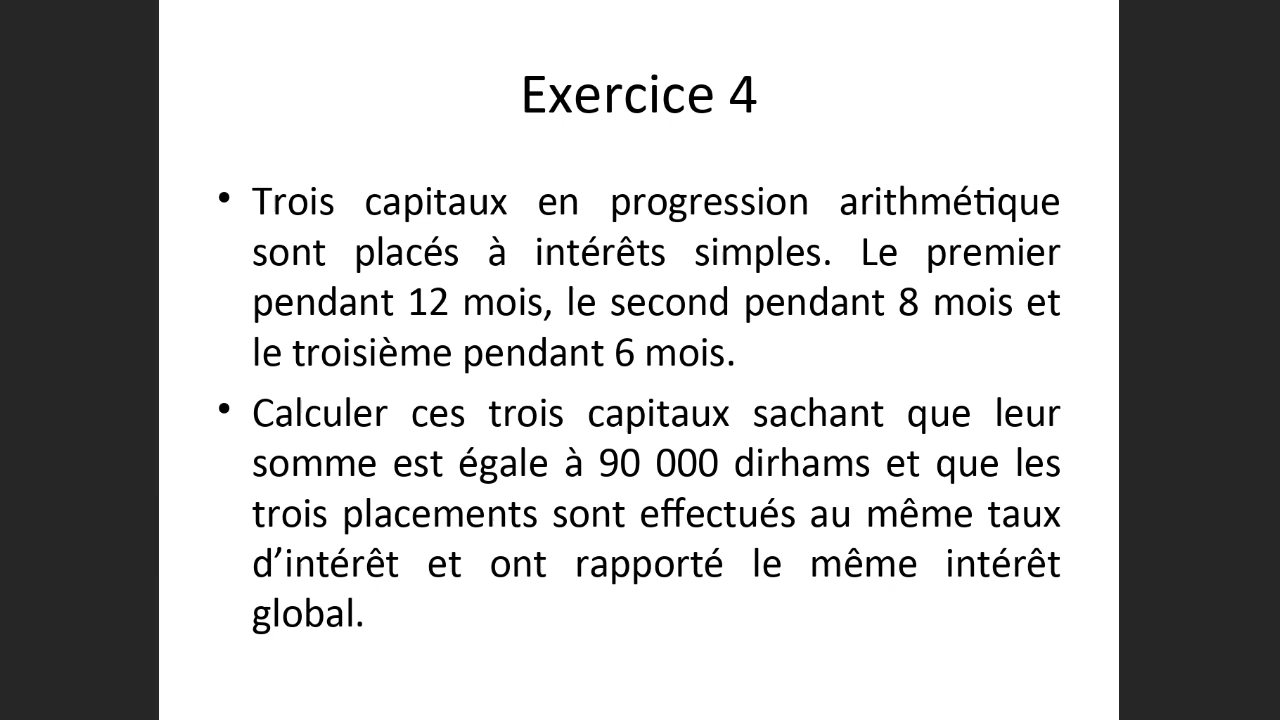 Exercice 4
• Trois capitaux en progression arithmétique
sont placés à intérêts simples. Le premier
pendant 12 mois, le second pendant 8 mois et
le troisième pendant 6 mois.
• Calculer ces trois capitaux sachant que leur
somme est égale à 90 000 dirhams et que les
trois placements sont effectués au même taux
d’intérêt et ont rapporté le même intérêt
global.